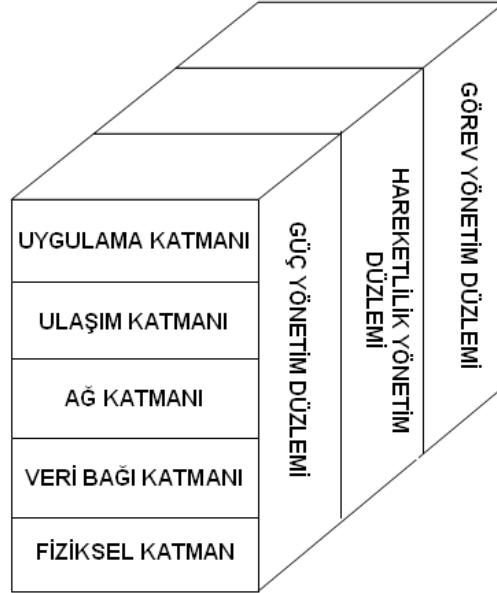 UYGULAMA KATMANI
ULAŞIM KATMANI
AĞ KATMANI
VERİ BAĞI KATMANI
FİZİKSEL KATMAN
GÜÇ YÖNETİM DÜZLEMİ
HAREKETLİLİK YÖNETİM
DÜZLEMİ
GÖREV YÖNETİM DÜZLEMİ